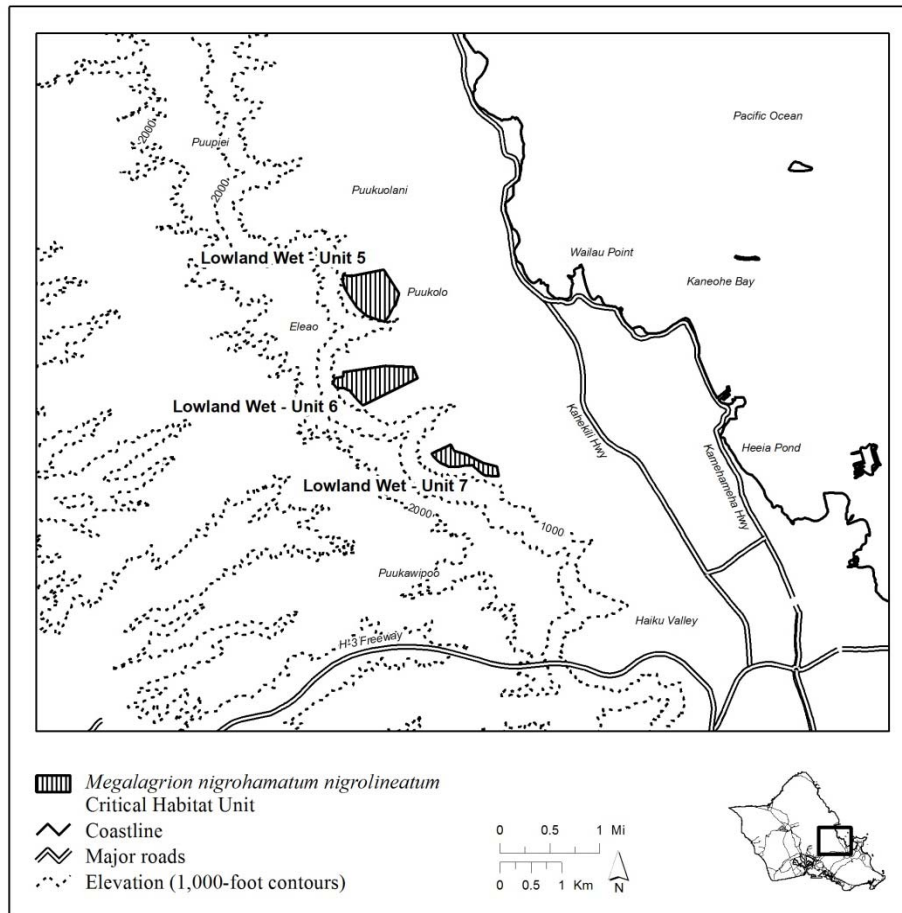 Pacific Ocean
2000
Puupiei
2000
Puukuolani
Wailau Point
Lowland Wet - Unit 5
Kaneohe Bay
Puukolo
Eleao
Lowland Wet - Unit 6
Kahekili Hwy
Kamehameha Hwy
Heeia Pond
Lowland Wet - Unit 7
2000
1000
Puukawipoo
Haiku Valley
H-3 Freeway
Megalagrion nigrohamatum nigrolineatum
Critical Habitat Unit
Coastline
Major roads
Elevation (1,000-foot contours)
0 0.5 1 Mi
0 0.5 1 Km
N